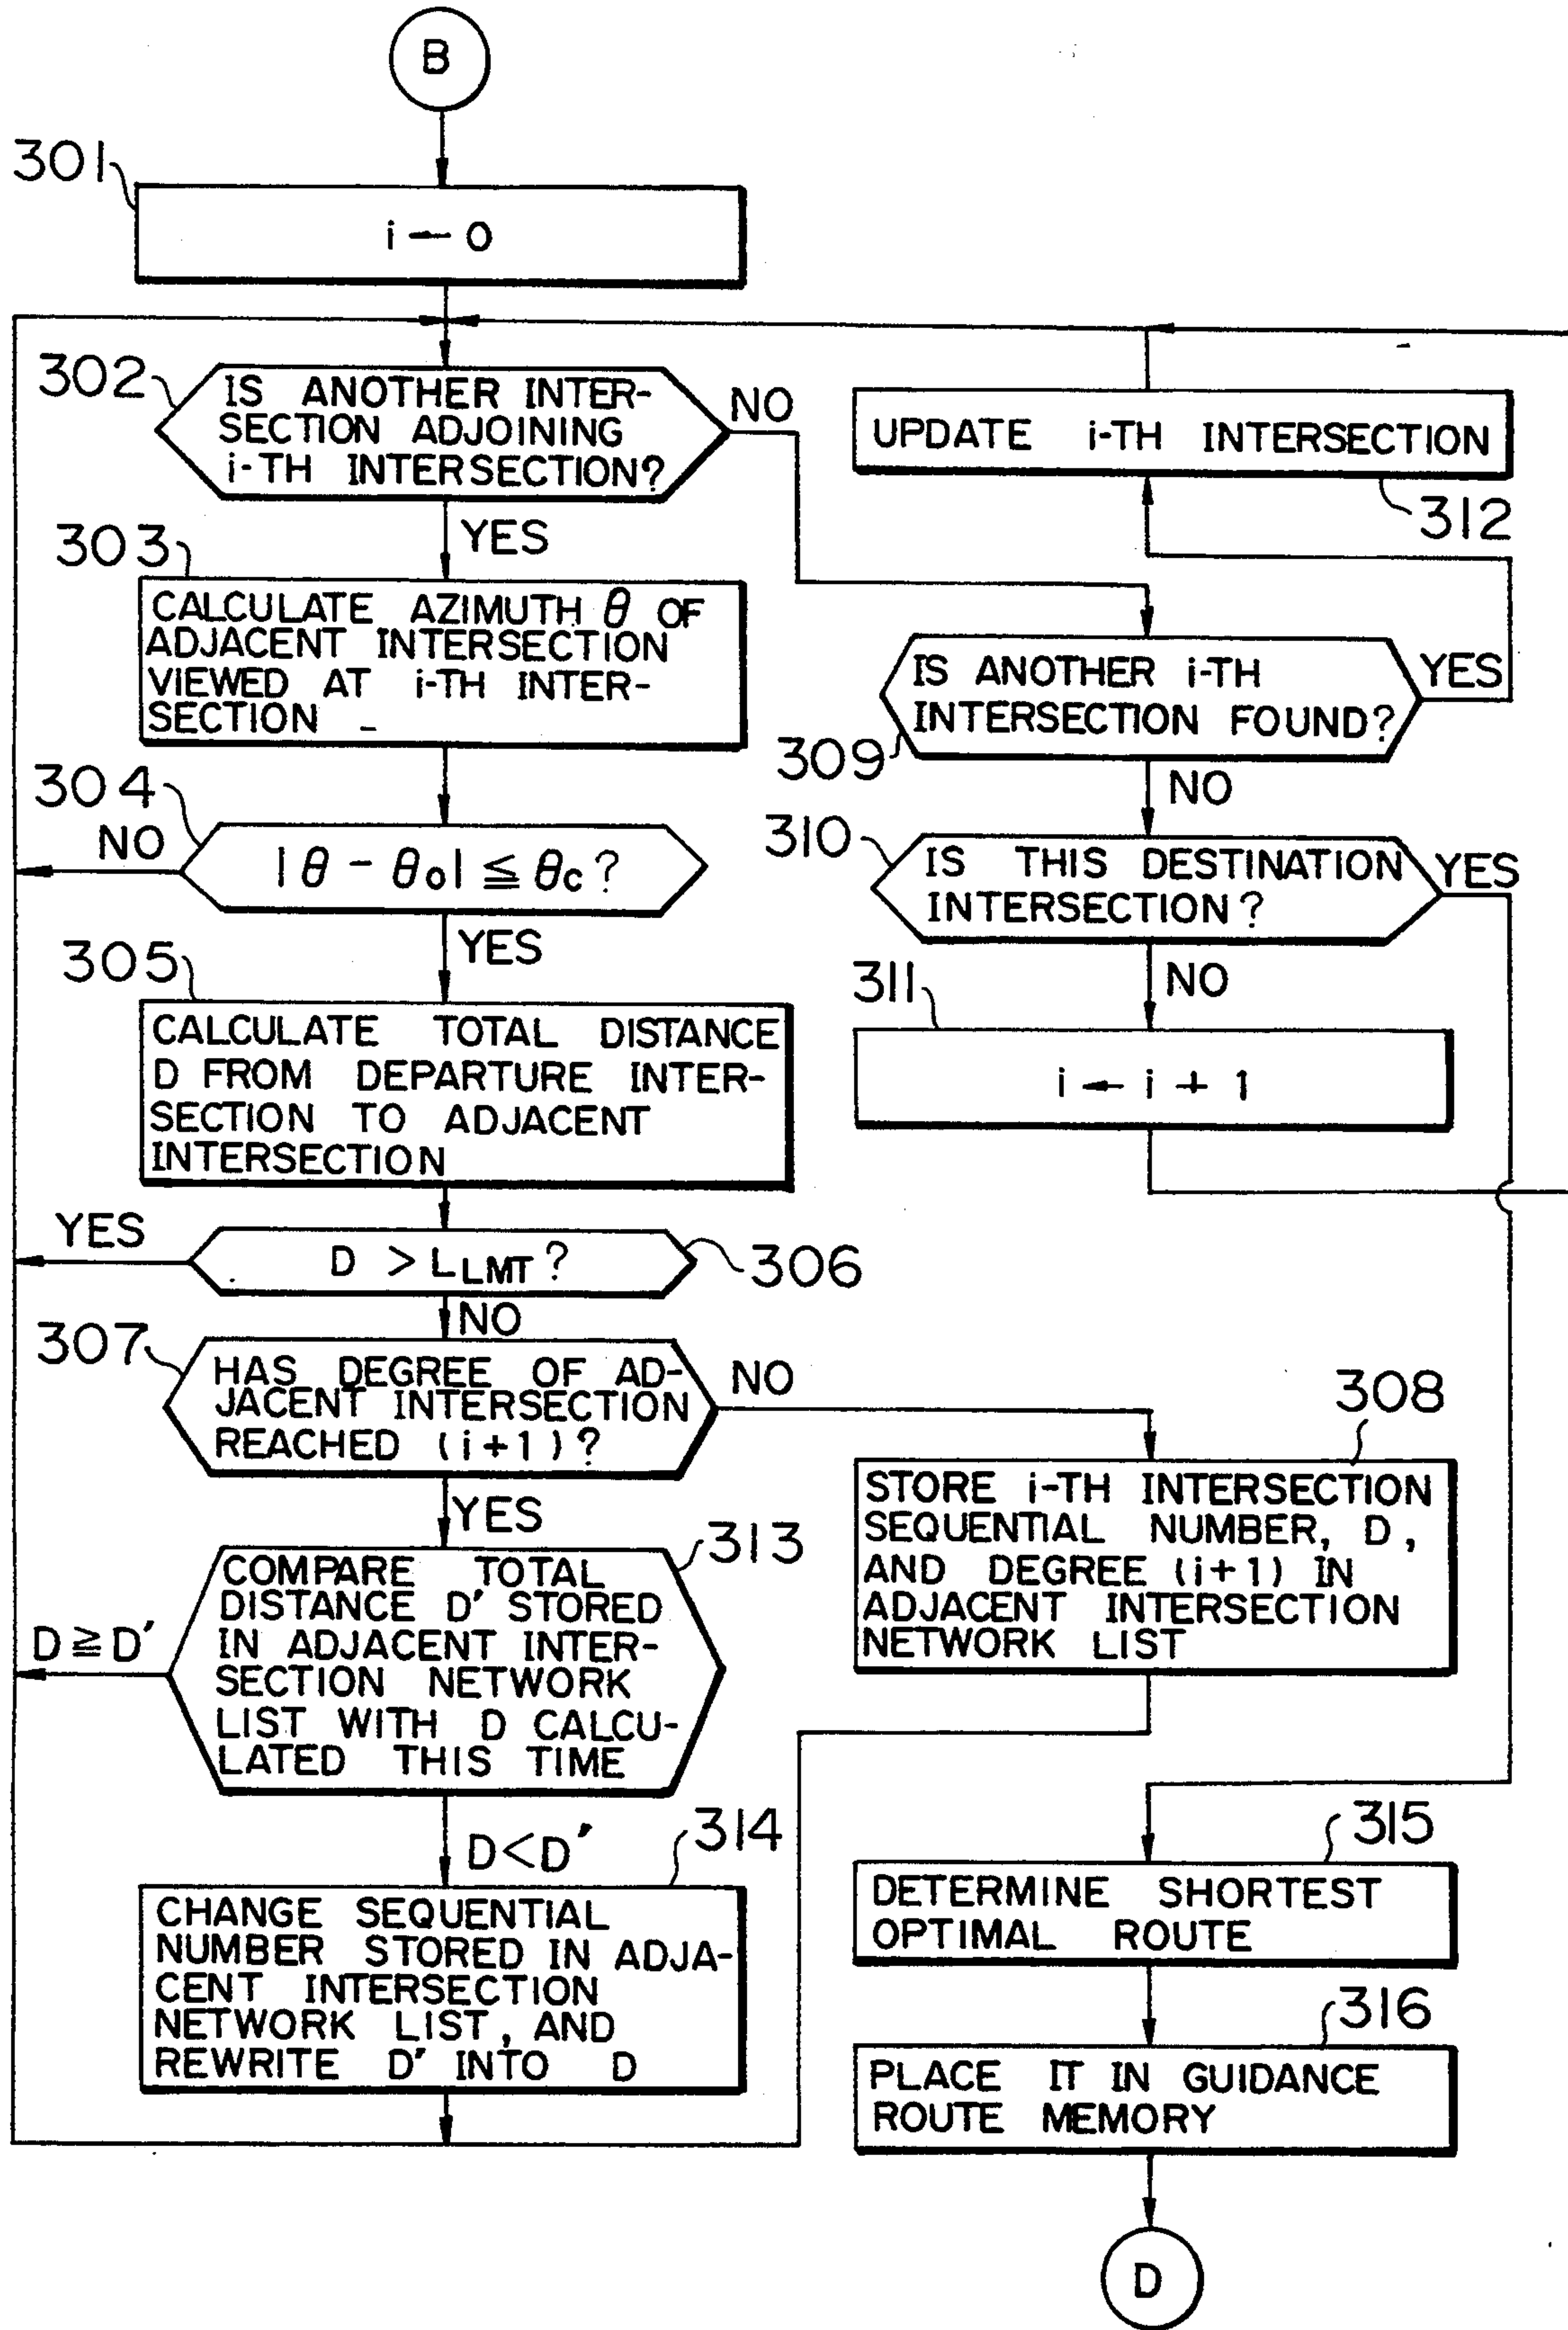 B
301
i ← 0
302
IS ANOTHER INTER-
SECTION ADJOINING
i-TH INTERSECTION?
NO
YES
UPDATE i-TH INTERSECTION
312
303
CALCULATE AZIMUTH θ OF
ADJACENT INTERSECTION
VIEWED AT i-TH INTER-
SECTION
IS ANOTHER i-TH
INTERSECTION FOUND?
YES
309
NO
304
NO
|θ - θo| ≦ θc ?
YES
310
IS THIS DESTINATION
INTERSECTION?
YES
NO
305
CALCULATE TOTAL DISTANCE
D FROM DEPARTURE INTER-
SECTION TO ADJACENT
INTERSECTION
311
i ← i + 1
YES
D > LLMT ?
306
NO
307
HAS DEGREE OF AD-
JACENT INTERSECTION
REACHED (i+1)?
NO
YES
308
STORE i-TH INTERSECTION
SEQUENTIAL NUMBER, D,
AND DEGREE (i+1) IN
ADJACENT INTERSECTION
NETWORK LIST
313
COMPARE TOTAL
DISTANCE D' STORED
IN ADJACENT INTER-
SECTION NETWORK
LIST WITH D CALCU-
LATED THIS TIME
D ≧ D'
D < D'
314
CHANGE SEQUENTIAL
NUMBER STORED IN ADJA-
CENT INTERSECTION
NETWORK LIST, AND
REWRITE D' INTO D
315
DETERMINE SHORTEST
OPTIMAL ROUTE
316
PLACE IT IN GUIDANCE
ROUTE MEMORY
D